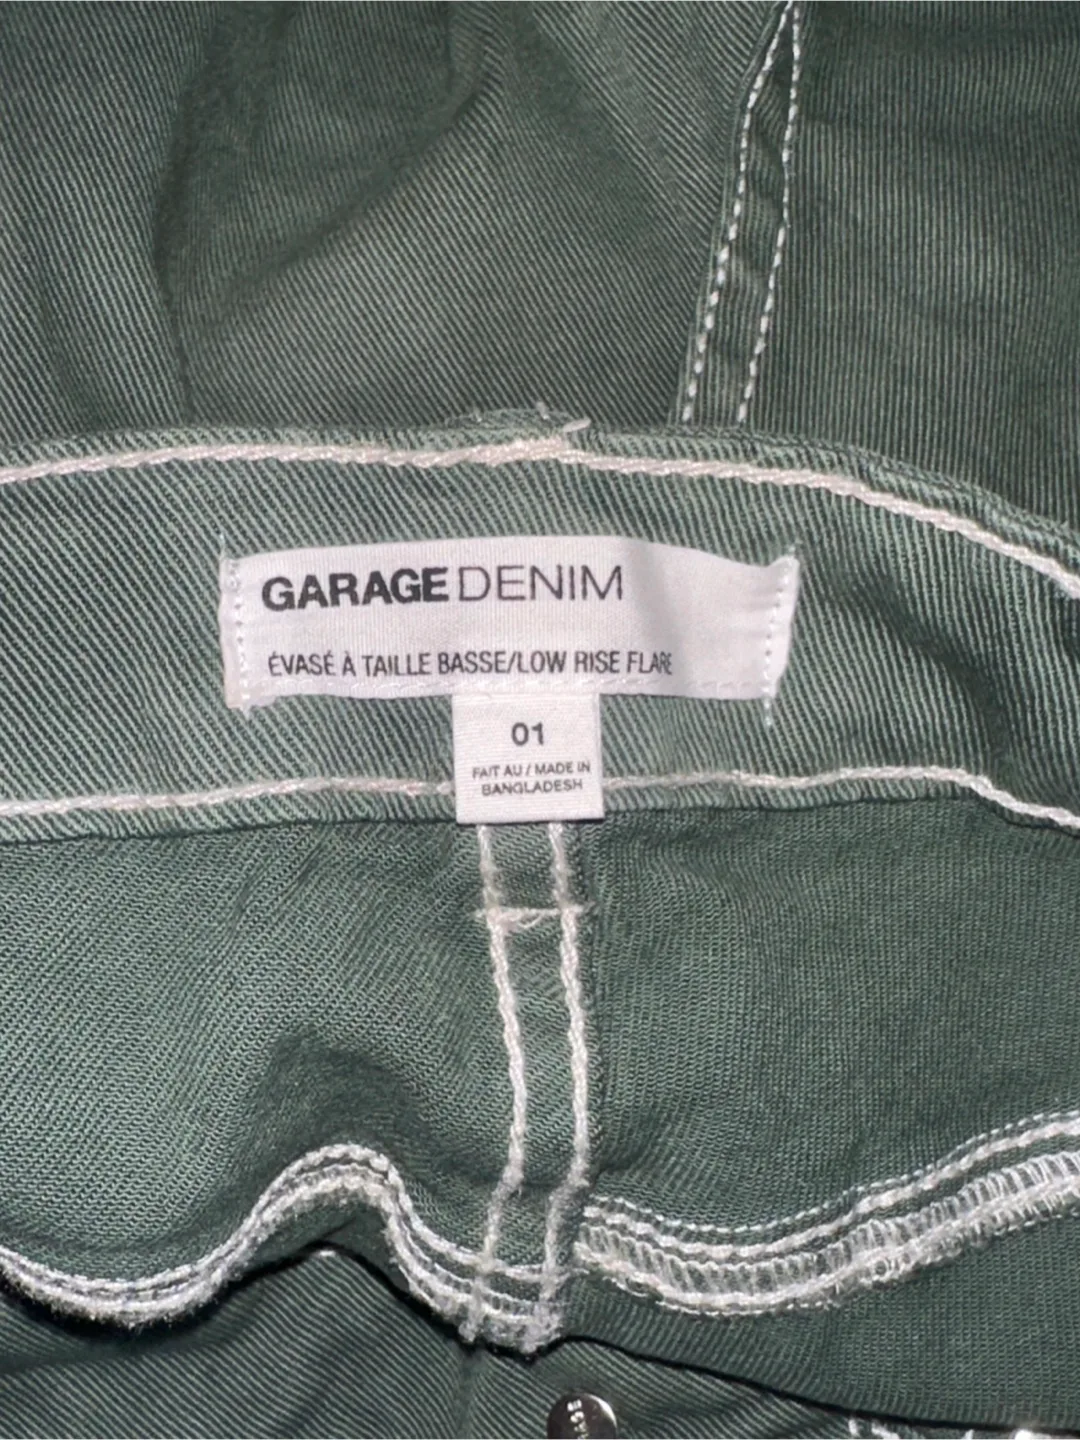 GARAGE DENIM
ÉVASÉ À TAILLE BASSE/LOW RISE FLARE
01
FAIT AU / MADE IN
BANGLADESH